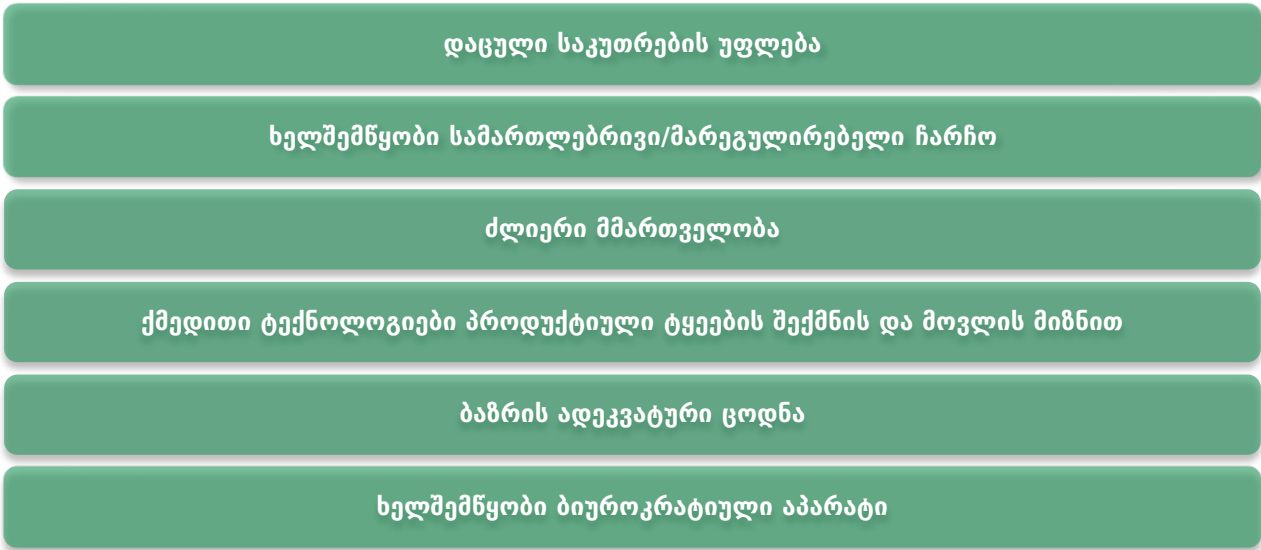 დაცული საკუთრების უფლება
ხელშემწყობი სამართლებრივი/მარეგულირებელი ჩარჩო
ძლიერი მმართველობა
ქმედითი ტექნოლოგიები პროდუქტიული ტყეების შექმნის და მოვლის მიზნით
ბაზრის ადეკვატური ცოდნა
ხელშემწყობი ბიუროკრატიული აპარატი